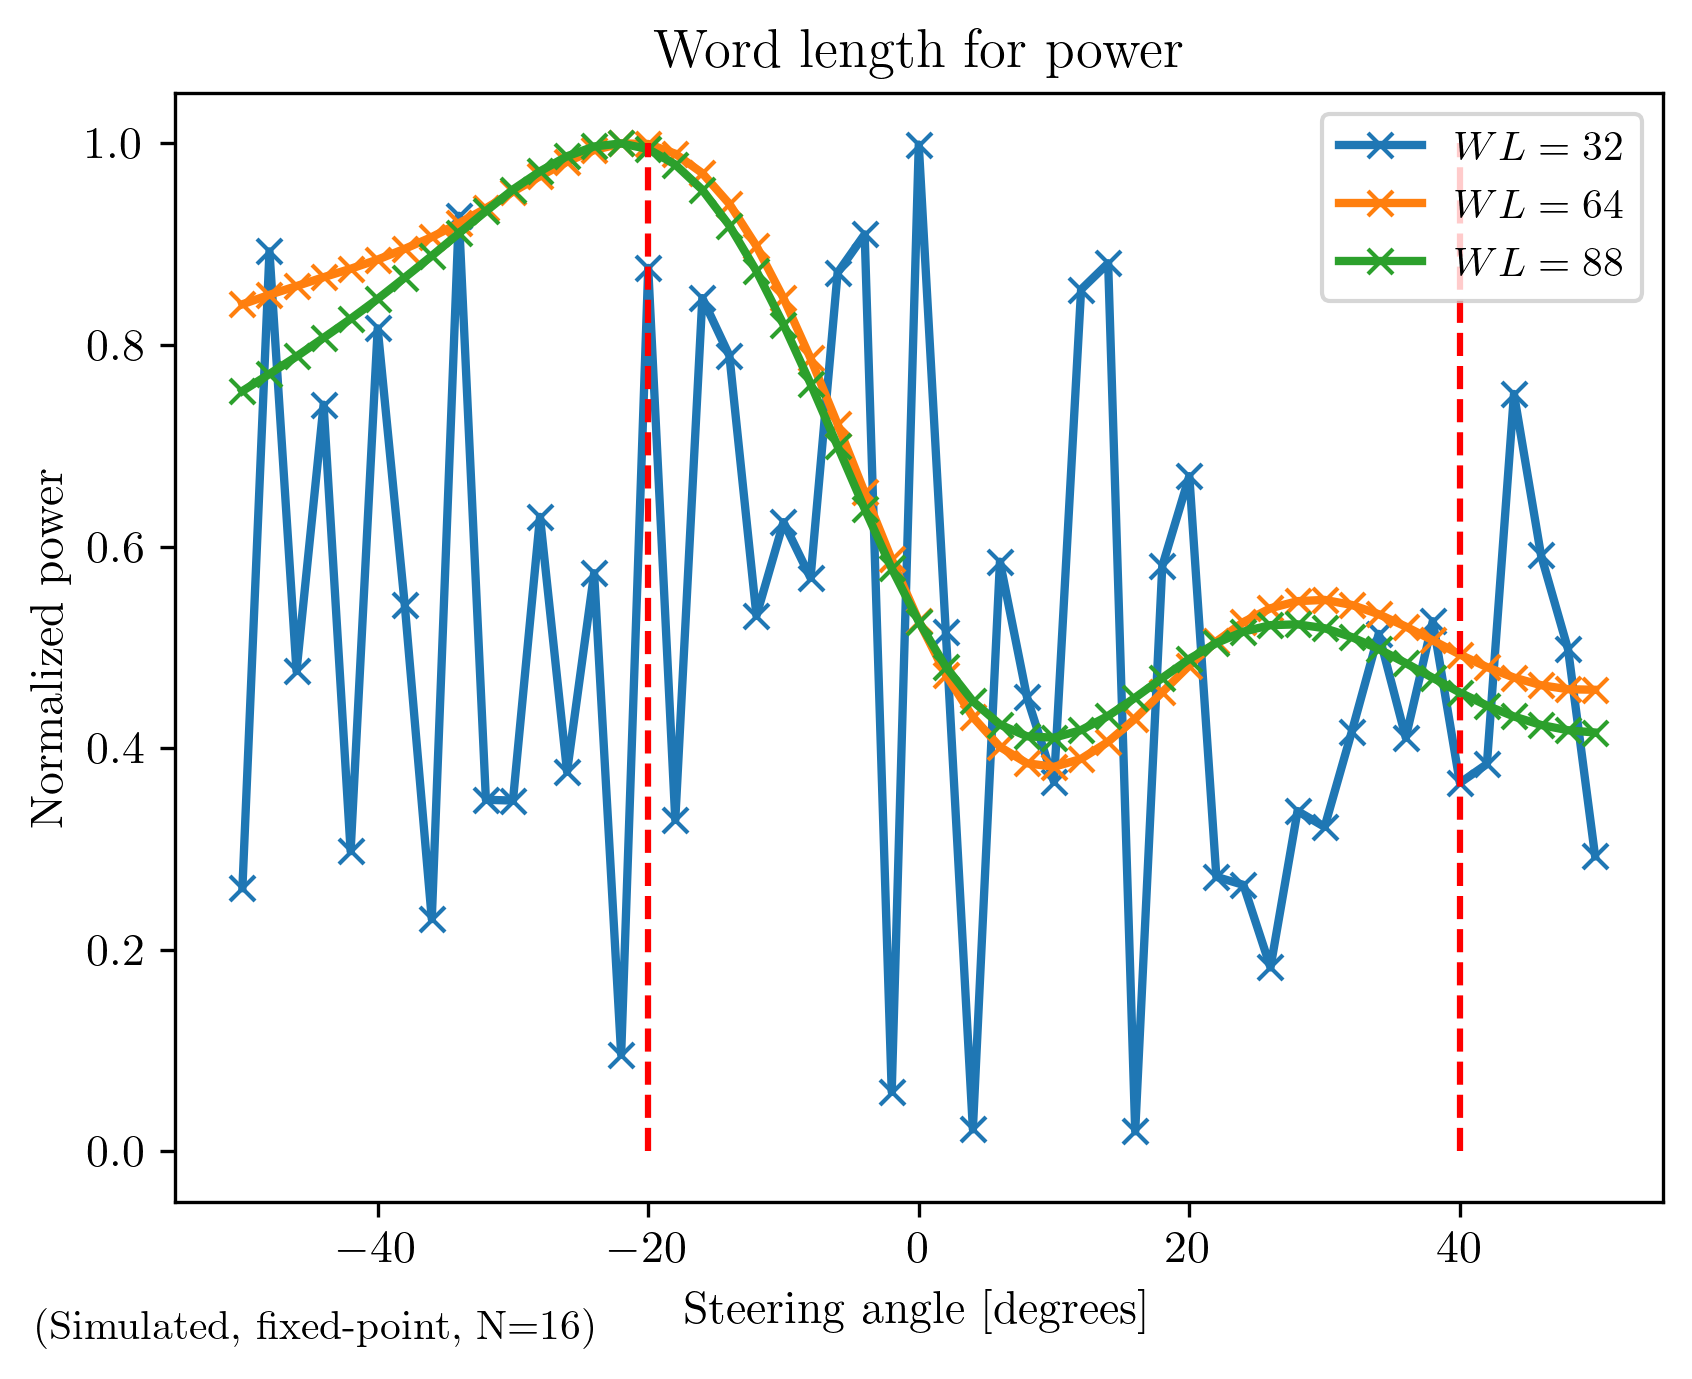 Word length for power
WL = 32
WL = 64
WL = 88
Normalized power
1.0
0.8
0.6
0.4
0.2
0.0
−40
−20
0
20
40
Steering angle [degrees]
(Simulated, fixed-point, N=16)